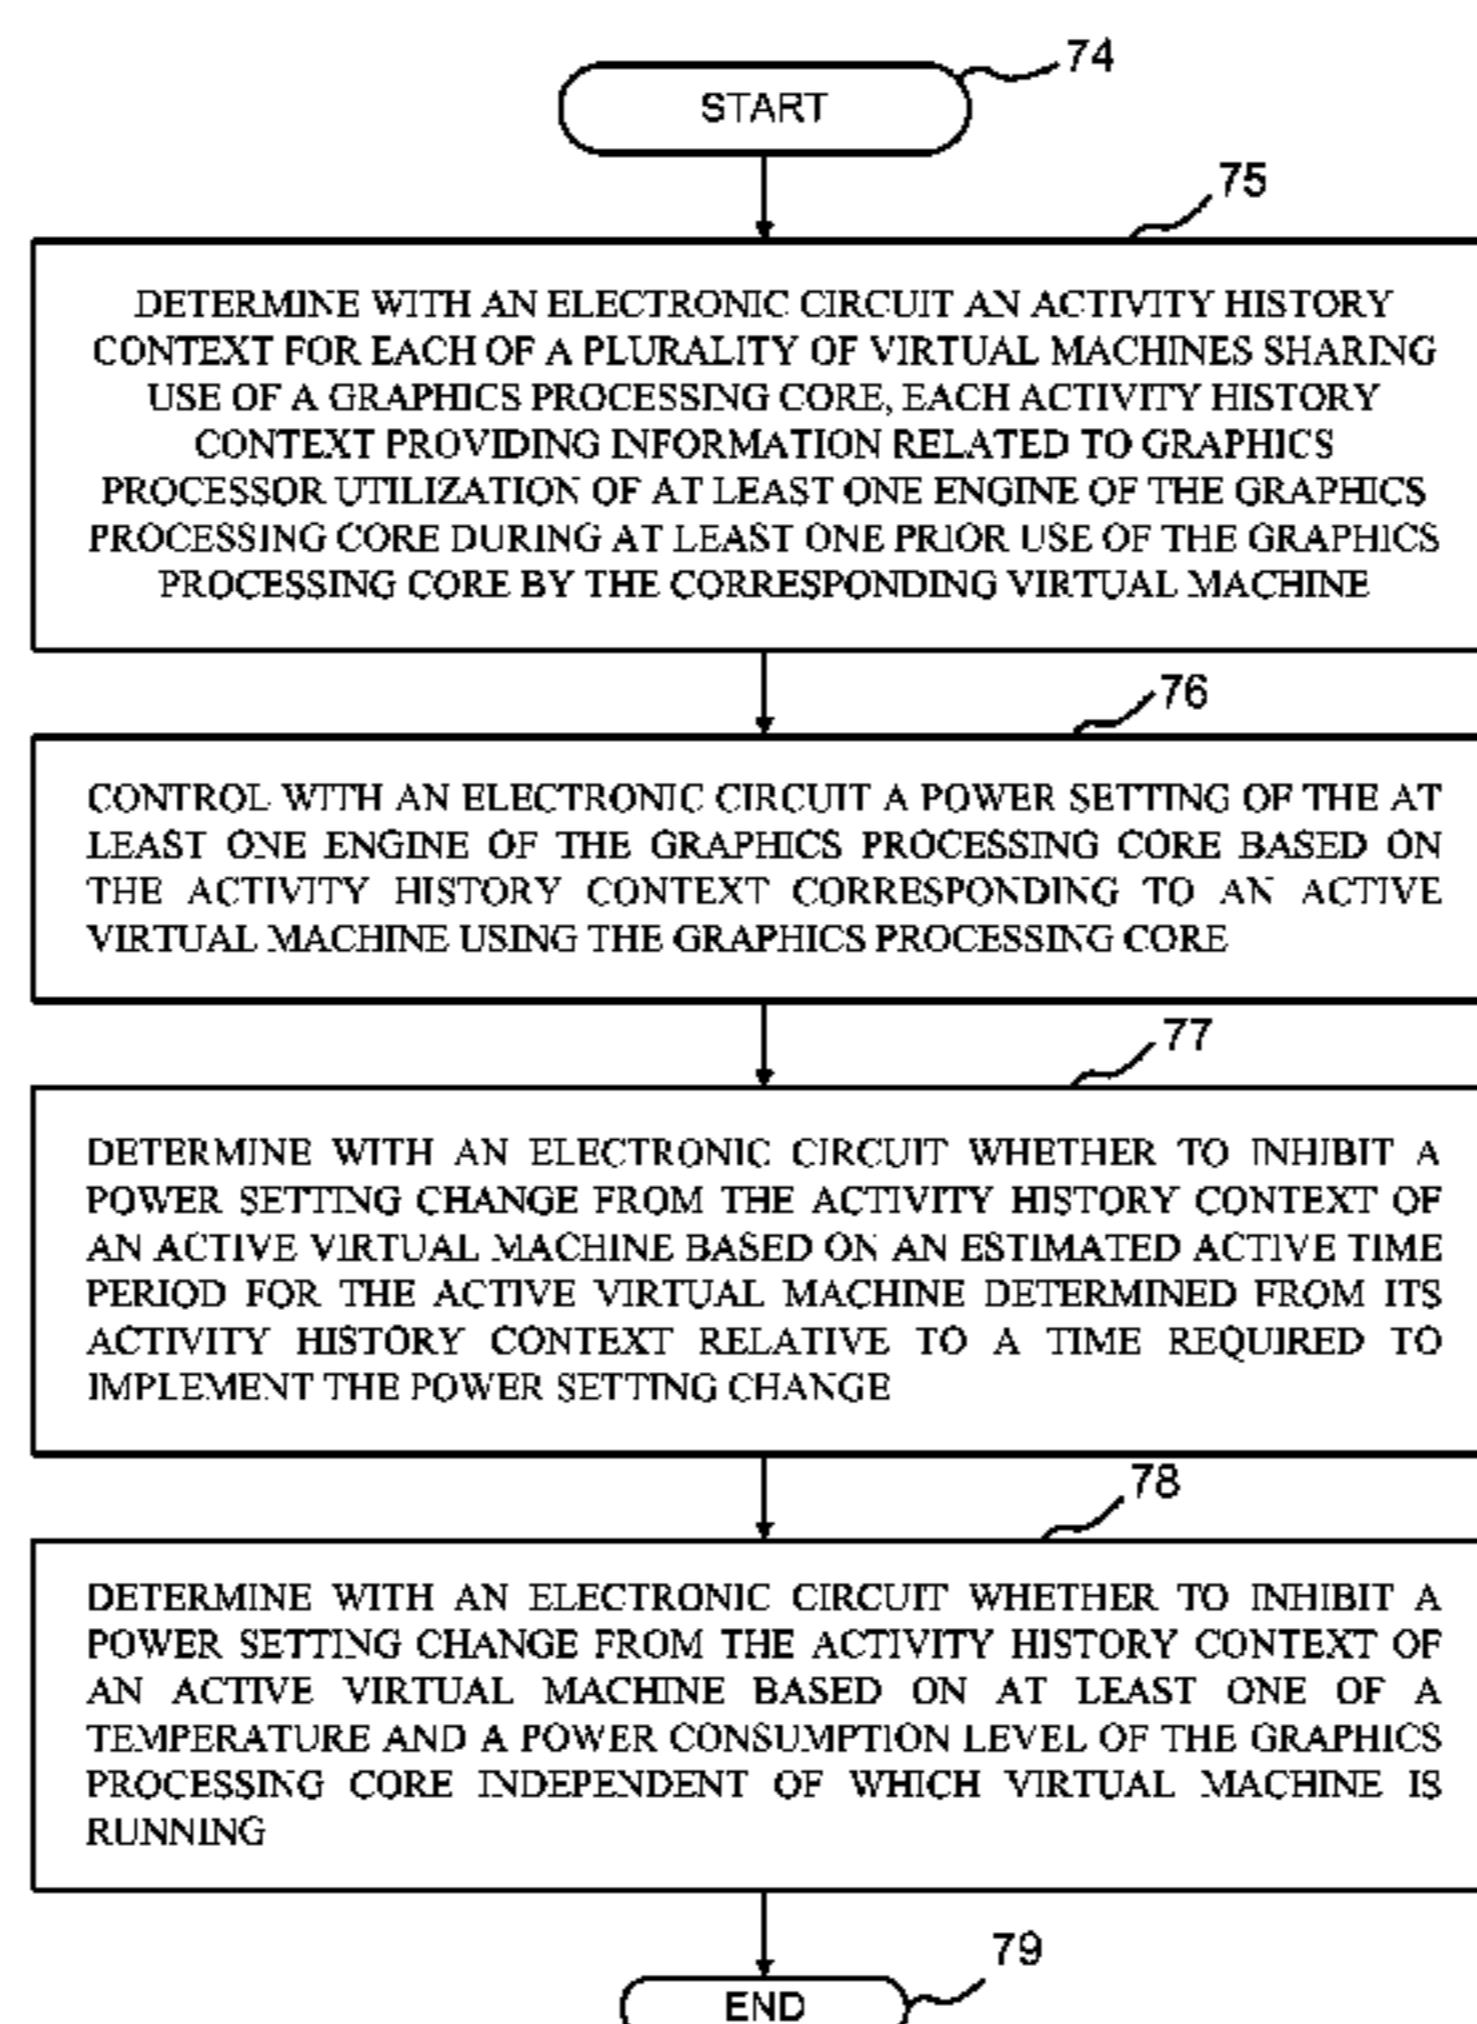 74
START
75
DETERMINE WITH AN ELECTRONIC CIRCUIT AN ACTIVITY HISTORY
CONTEXT FOR EACH OF A PLURALITY OF VIRTUAL MACHINES SHARING
USE OF A GRAPHICS PROCESSING CORE, EACH ACTIVITY HISTORY
CONTEXT PROVIDING INFORMATION RELATED TO GRAPHICS
PROCESSOR UTILIZATION OF AT LEAST ONE ENGINE OF THE GRAPHICS
PROCESSING CORE DURING AT LEAST ONE PRIOR USE OF THE GRAPHICS
PROCESSING CORE BY THE CORRESPONDING VIRTUAL MACHINE
76
CONTROL WITH AN ELECTRONIC CIRCUIT A POWER SETTING OF THE AT
LEAST ONE ENGINE OF THE GRAPHICS PROCESSING CORE BASED ON
THE ACTIVITY HISTORY CONTEXT CORRESPONDING TO AN ACTIVE
VIRTUAL MACHINE USING THE GRAPHICS PROCESSING CORE
77
DETERMINE WITH AN ELECTRONIC CIRCUIT WHETHER TO INHIBIT A
POWER SETTING CHANGE FROM THE ACTIVITY HISTORY CONTEXT OF
AN ACTIVE VIRTUAL MACHINE BASED ON AN ESTIMATED ACTIVE TIME
PERIOD FOR THE ACTIVE VIRTUAL MACHINE DETERMINED FROM ITS
ACTIVITY HISTORY CONTEXT RELATIVE TO A TIME REQUIRED TO
IMPLEMENT THE POWER SETTING CHANGE
78
DETERMINE WITH AN ELECTRONIC CIRCUIT WHETHER TO INHIBIT A
POWER SETTING CHANGE FROM THE ACTIVITY HISTORY CONTEXT OF
AN ACTIVE VIRTUAL MACHINE BASED ON AT LEAST ONE OF A
TEMPERATURE AND A POWER CONSUMPTION LEVEL OF THE GRAPHICS
PROCESSING CORE INDEPENDENT OF WHICH VIRTUAL MACHINE IS
RUNNING
79
END